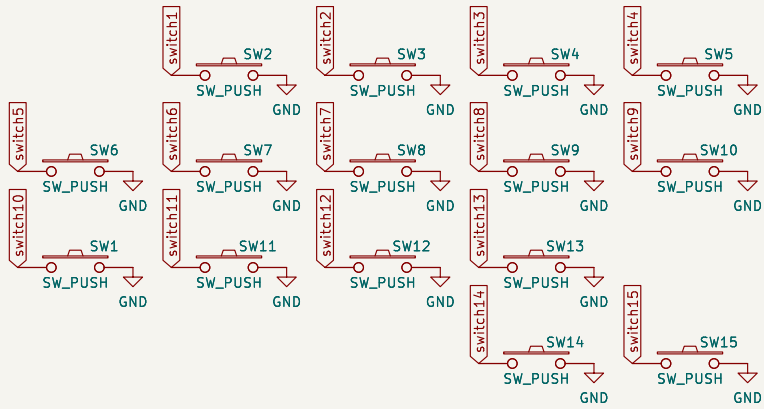 switch1 SW2 SW_PUSH GND
switch2 SW3 SW_PUSH GND
switch3 SW4 SW_PUSH GND
switch4 SW5 SW_PUSH GND
switch5 SW6 SW_PUSH GND
switch6 SW7 SW_PUSH GND
switch7 SW8 SW_PUSH GND
switch8 SW9 SW_PUSH GND
switch9 SW10 SW_PUSH GND
switch10 SW1 SW_PUSH GND
switch11 SW11 SW_PUSH GND
switch12 SW12 SW_PUSH GND
switch13 SW13 SW_PUSH GND
switch14 SW14 SW_PUSH GND
switch15 SW15 SW_PUSH GND